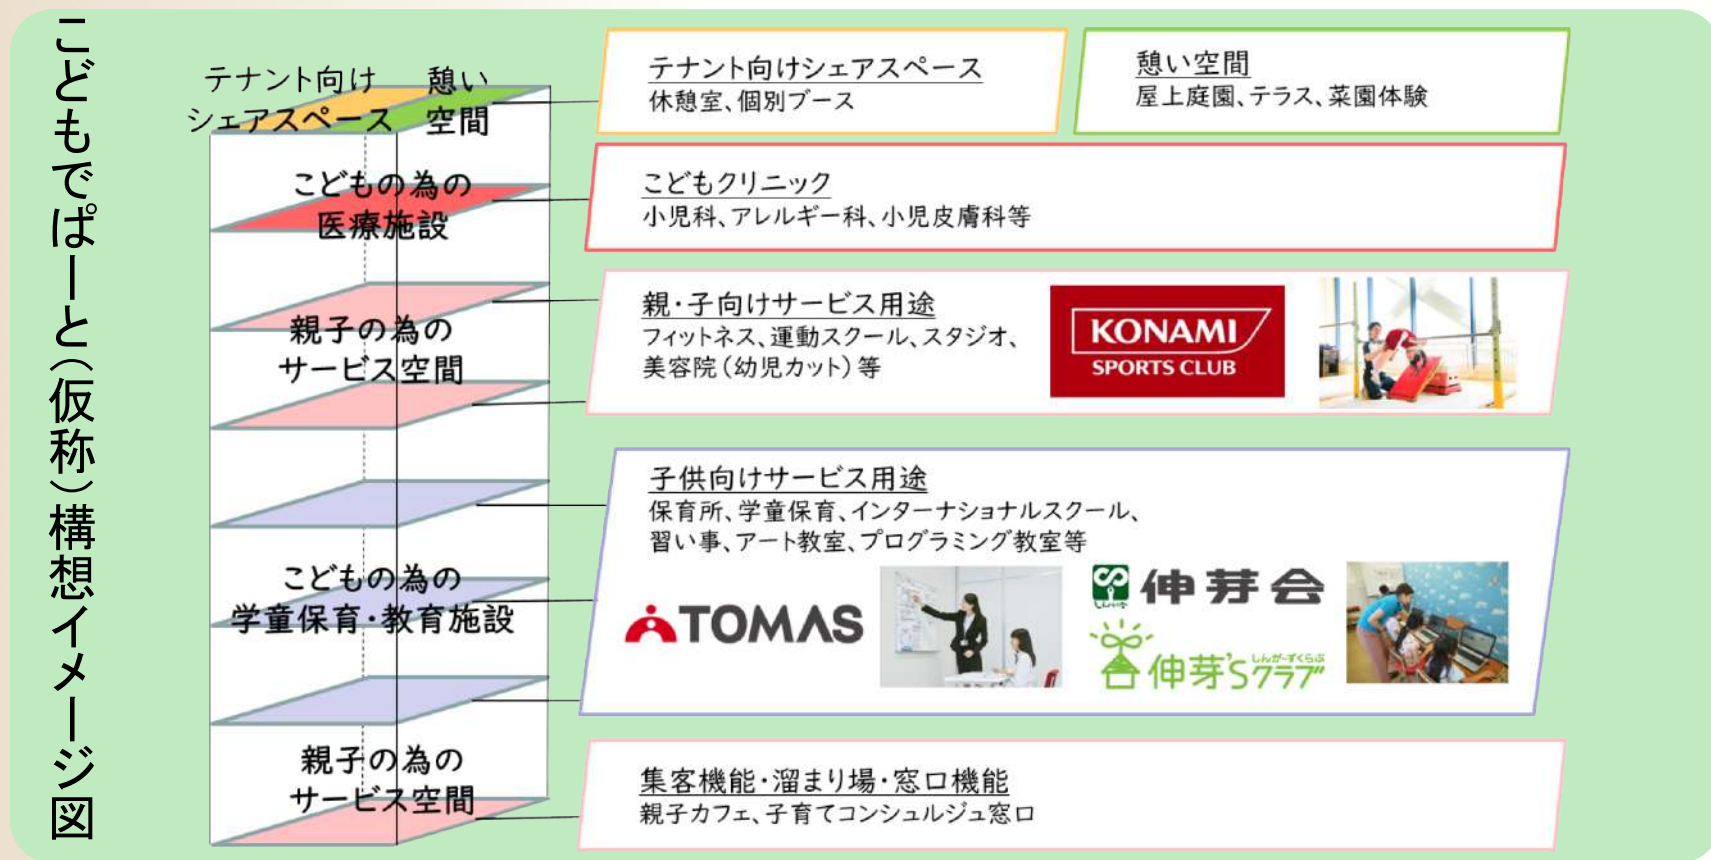 こどもでぱーと(仮称)構想イメージ図
テナント向け
シェアスペース
憩い
空間
テナント向けシェアスペース
休憩室、個別ブース
憩い空間
屋上庭園、テラス、菜園体験
こどもの為の
医療施設
こどもクリニック
小児科、アレルギー科、小児皮膚科等
親子の為の
サービス空間
親・子向けサービス用途
フィットネス、運動スクール、スタジオ、
美容院(幼児カット)等
KONAMI
SPORTS CLUB
こどもの為の
学童保育・教育施設
子供向けサービス用途
保育所、学童保育、インターナショナルスクール、
習い事、アート教室、プログラミング教室等
TOMAS
しんが会
伸芽会
伸芽'Sクラブ
しんが~ずくらぶ
親子の為の
サービス空間
集客機能・溜まり場・窓口機能
親子カフェ、子育てコンシュルジュ窓口